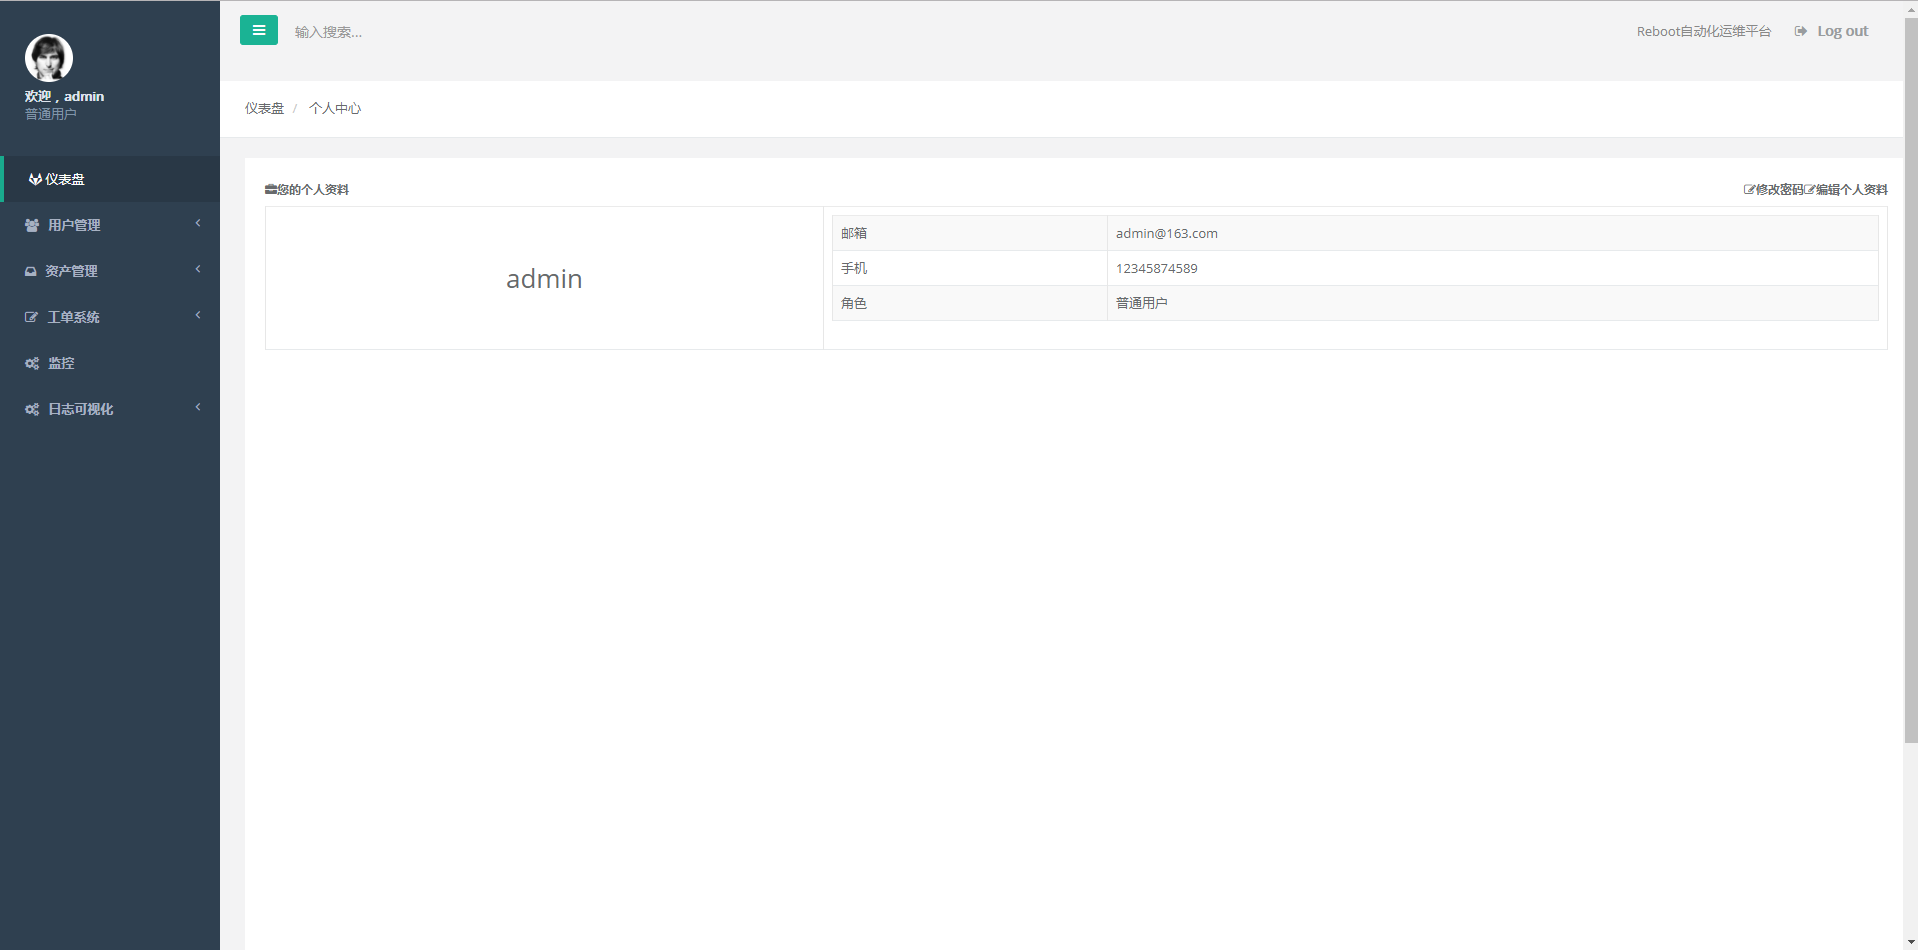 欢迎，admin
普通用户
仪表盘
用户管理
资产管理
工单系统
监控
日志可视化
输入搜索...
Reboot自动化运维平台 Log out
仪表盘 / 个人中心
您的个人资料
修改密码 编辑个人资料
admin
邮箱 admin@163.com
手机 12345874589
角色 普通用户